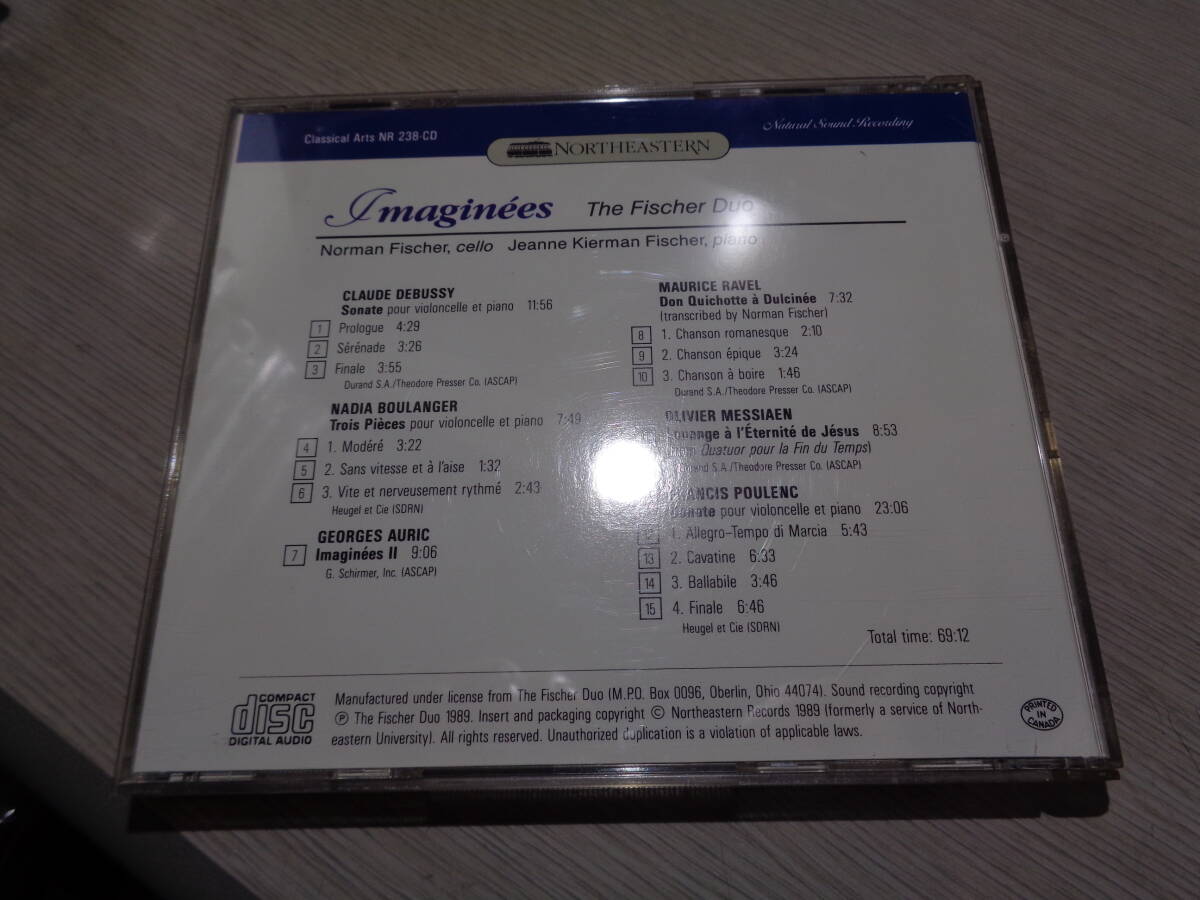 Classical Arts NR 238-CD
NORTHEASTERN
Natural Sound Recording
Imaginées The Fischer Duo
Norman Fischer, cello Jeanne Kierman Fischer, piano
CLAUDE DEBUSSY
Sonate pour violoncelle et piano 11:56
1 Prologue 4:29
2 Sérénade 3:26
3 Finale 3:55
Durand S.A./Theodore Presser Co. (ASCAP)
NADIA BOULANGER
Trois Pièces pour violoncelle et piano 7:49
4 1. Modéré 3:22
5 2. Sans vitesse et à l'aise 1:32
6 3. Vite et nerveusement rythmé 2:43
Heugel et Cie (SDRN)
GEORGES AURIC
7 Imaginées II 9:06
G. Schirmer, Inc. (ASCAP)
MAURICE RAVEL
Don Quichotte à Dulcinée 7:32
(transcribed by Norman Fischer)
8 1. Chanson romanesque 2:10
9 2. Chanson épique 3:24
10 3. Chanson à boire 1:46
Durand S.A./Theodore Presser Co. (ASCAP)
OLIVIER MESSIAEN
Louange à l'Éternité de Jésus 8:53
Quatuor pour la Fin du Temps)
Durand S.A./Theodore Presser Co. (ASCAP)
FRANCIS POULENC
Sonate pour violoncelle et piano 23:06
12 1. Allegro-Tempo di Marcia 5:43
13 2. Cavatine 6:33
14 3. Ballabile 3:46
15 4. Finale 6:46
Heugel et Cie (SDRN)
Total time: 69:12
COMPACT
disc
DIGITAL AUDIO
Manufactured under license from The Fischer Duo (M.P.O. Box 0096, Oberlin, Ohio 44074). Sound recording copyright
℗ The Fischer Duo 1989. Insert and packaging copyright © Northeastern Records 1989 (formerly a service of North-
eastern University). All rights reserved. Unauthorized duplication is a violation of applicable laws.
PRINTED
IN
CANADA